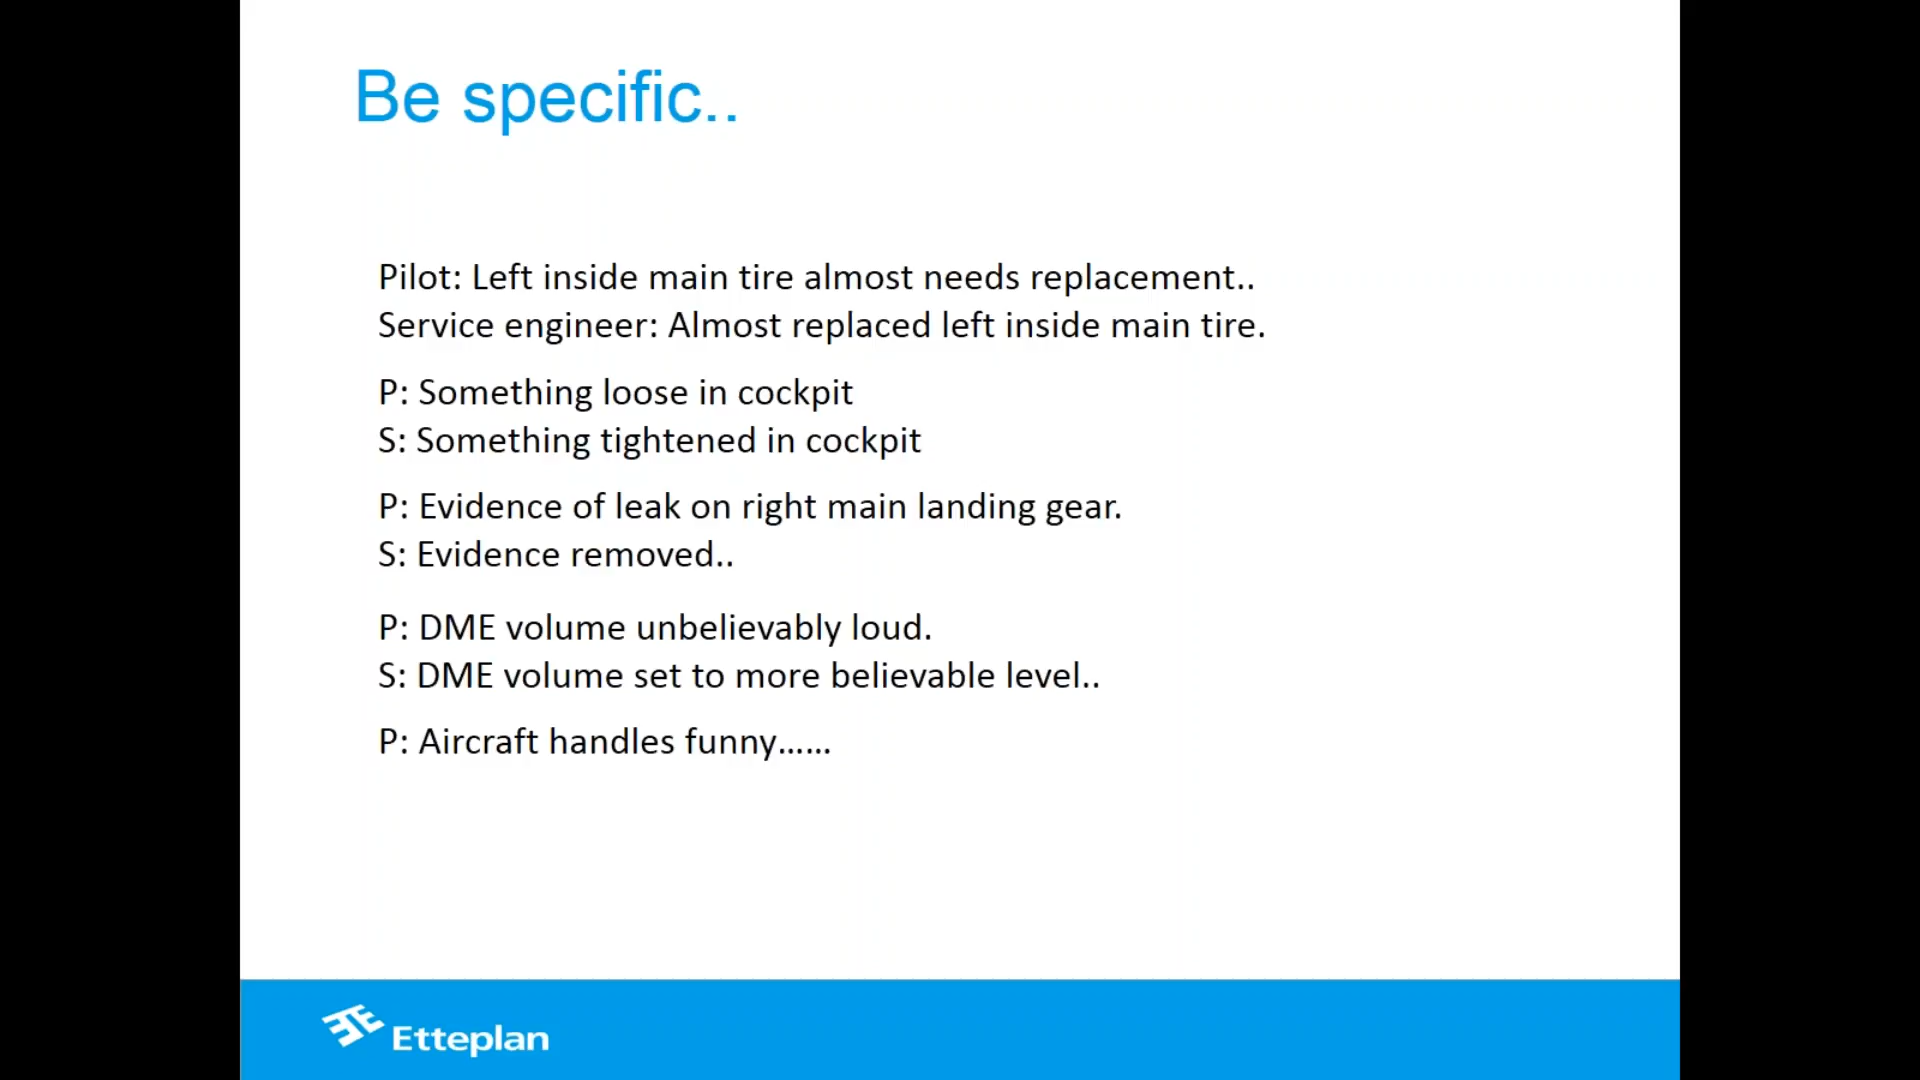 Be specific..
Pilot: Left inside main tire almost needs replacement..
Service engineer: Almost replaced left inside main tire.
P: Something loose in cockpit
S: Something tightened in cockpit
P: Evidence of leak on right main landing gear.
S: Evidence removed..
P: DME volume unbelievably loud.
S: DME volume set to more believable level..
P: Aircraft handles funny……
Etteplan